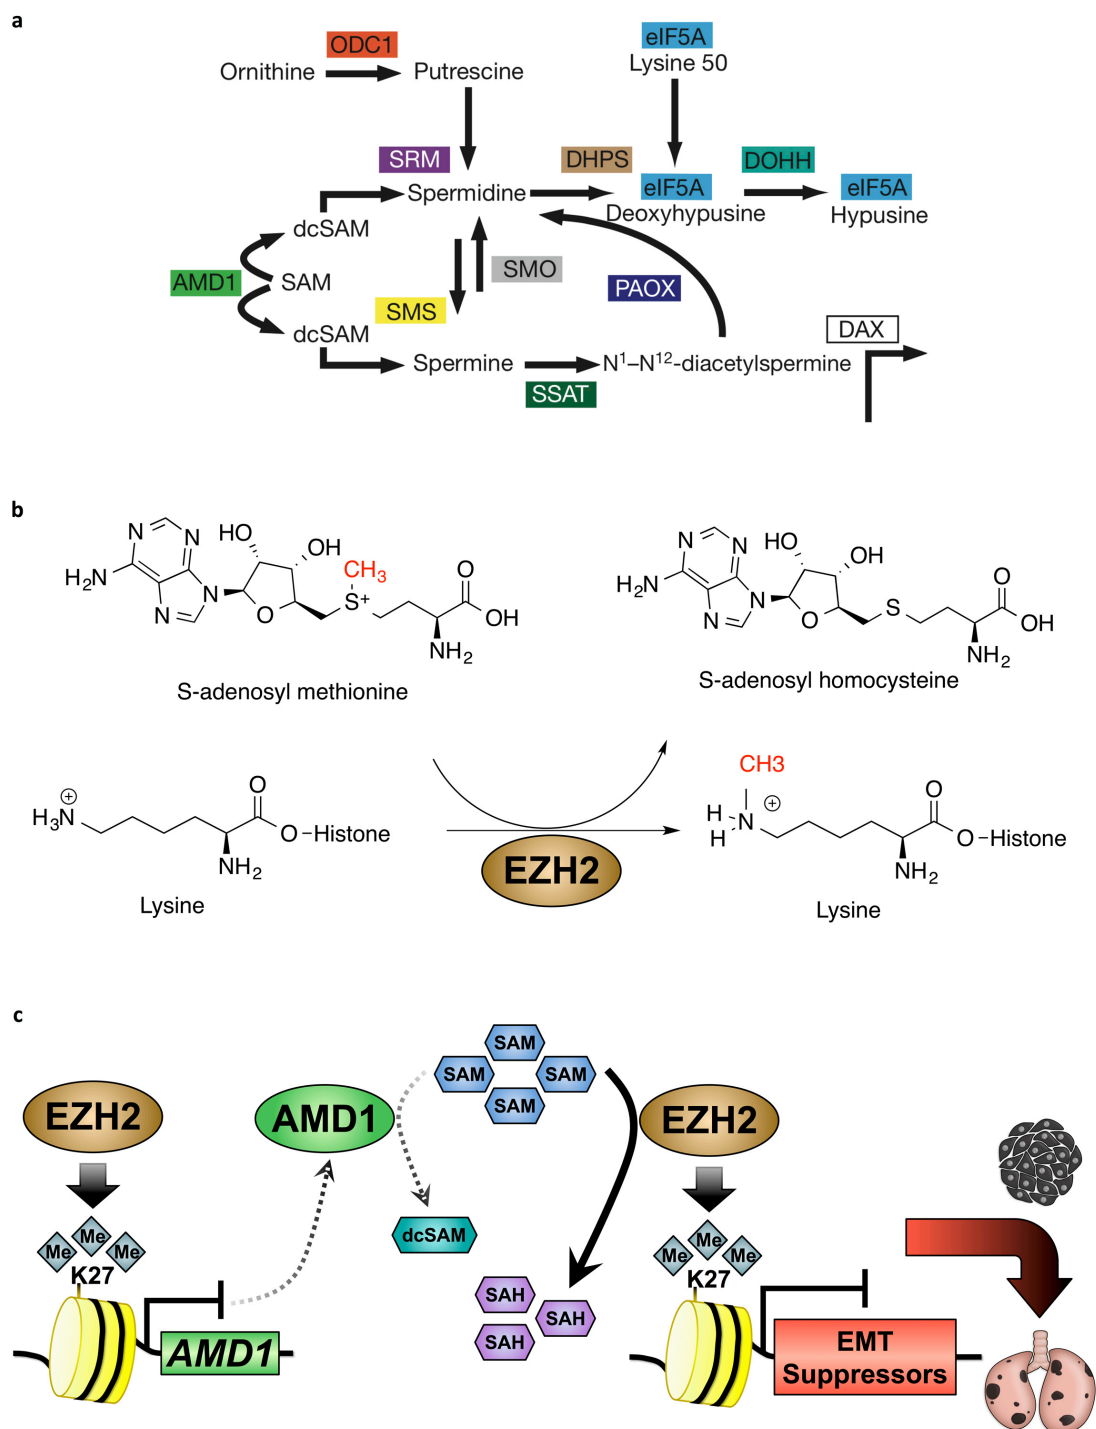 a
ODC1
Ornithine
Putrescine
eIF5A
Lysine 50
SRM
Spermidine
DHPS
eIF5A
Deoxyhypusine
DOHH
eIF5A
Hypusine
dcSAM
AMD1
SAM
SMO
PAOX
SMS
dcSAM
Spermine
N¹–N¹²-diacetylspermine
SSAT
DAX
b
N
N
H₂N
N
N
HO
OH
CH₃
O
S⁺
O
OH
NH₂
S-adenosyl methionine
N
N
H₂N
N
N
HO
OH
O
S
O
OH
NH₂
S-adenosyl homocysteine
H₃N
+
O
O–Histone
NH₂
Lysine
EZH2
CH3
H
H
N
+
O
O–Histone
NH₂
Lysine
c
EZH2
Me
Me
Me
K27
AMD1
AMD1
SAM
SAM
SAM
SAM
dcSAM
SAH
SAH
SAH
EZH2
Me
Me
Me
K27
EMT
Suppressors